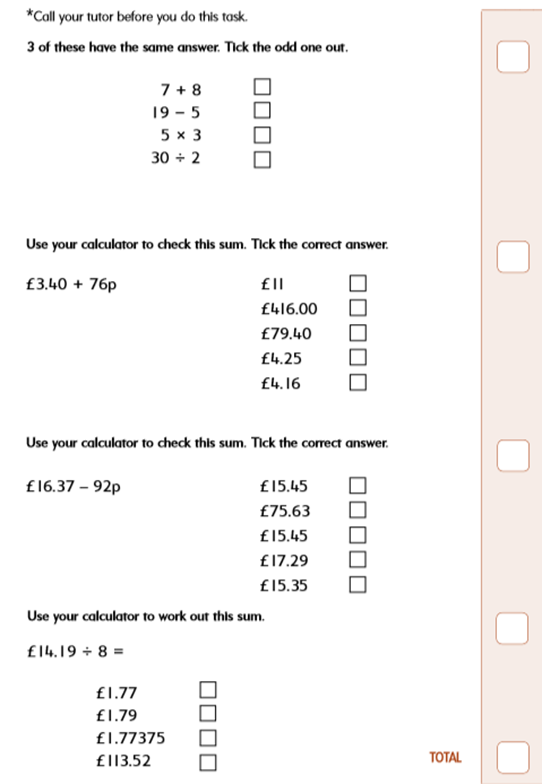 *Call your tutor before you do this task.
3 of these have the same answer. Tick the odd one out.
7 + 8
19 – 5
5 × 3
30 ÷ 2
Use your calculator to check this sum. Tick the correct answer.
£3.40 + 76p
£11
£416.00
£79.40
£4.25
£4.16
Use your calculator to check this sum. Tick the correct answer.
£16.37 – 92p
£15.45
£75.63
£15.45
£17.29
£15.35
Use your calculator to work out this sum.
£14.19 ÷ 8 =
£1.77
£1.79
£1.77375
£113.52
TOTAL